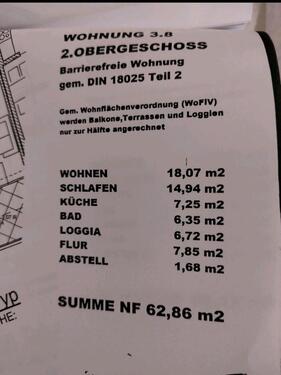 WOHNUNG 3.8
2.OBERGESCHOSS
Barrierefreie Wohnung
gem. DIN 18025 Teil 2
Gem. Wohnflächenverordnung (WoFlV)
werden Balkone,Terrassen und Loggien
nur zur Hälfte angerechnet
WOHNEN 18,07 m2
SCHLAFEN 14,94 m2
KÜCHE 7,25 m2
BAD 6,35 m2
LOGGIA 6,72 m2
FLUR 7,85 m2
ABSTELL 1,68 m2
SUMME NF 62,86 m2
yp
HE: